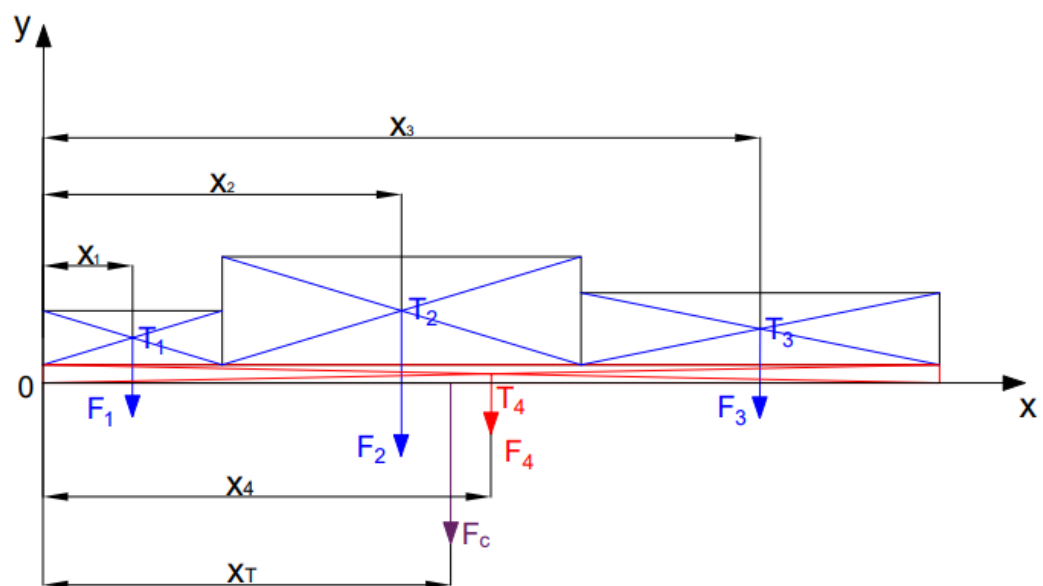 y
x₃
x₂
x₁
T₁
T₂
T₃
0
x
F₁
F₂
T₄
F₃
F₄
x₄
Fc
xT